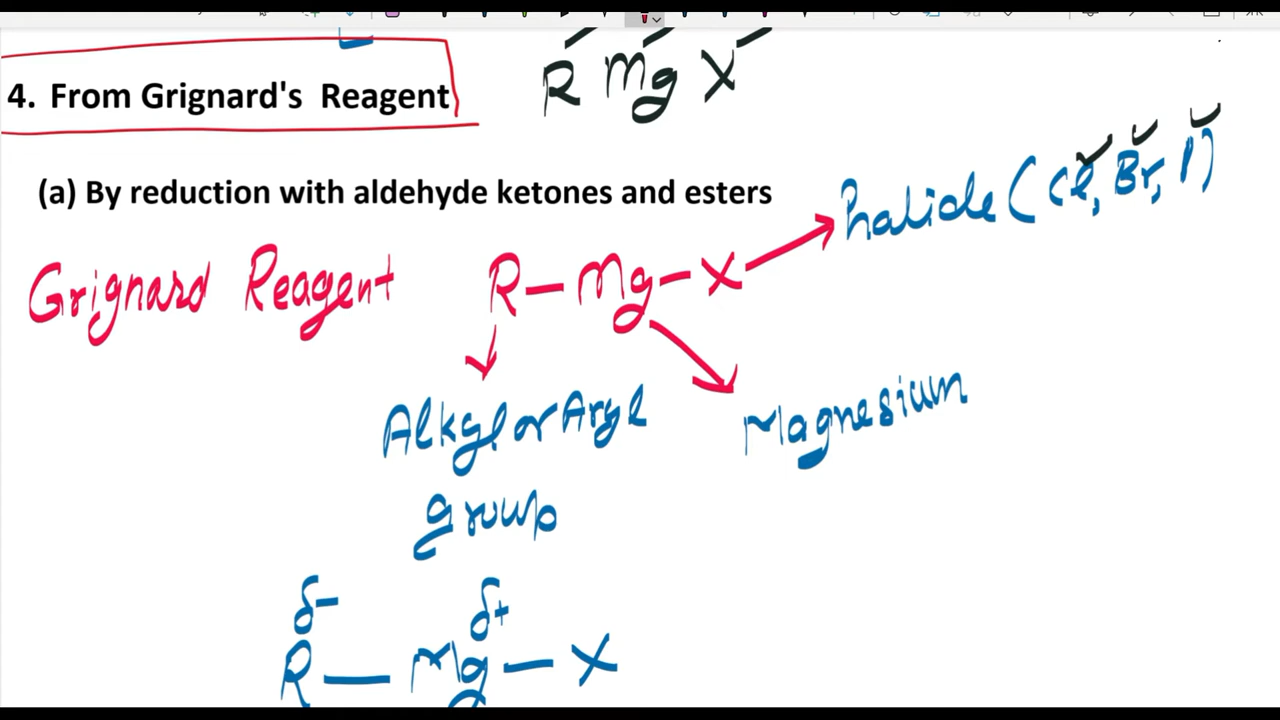 R Mg X
4. From Grignard's Reagent
(a) By reduction with aldehyde ketones and esters
halide (Cl, Br, I)
Grignard Reagent R–Mg–X
Alkyl or Aryl
group
Magnesium
δ- δ+
R — Mg – X